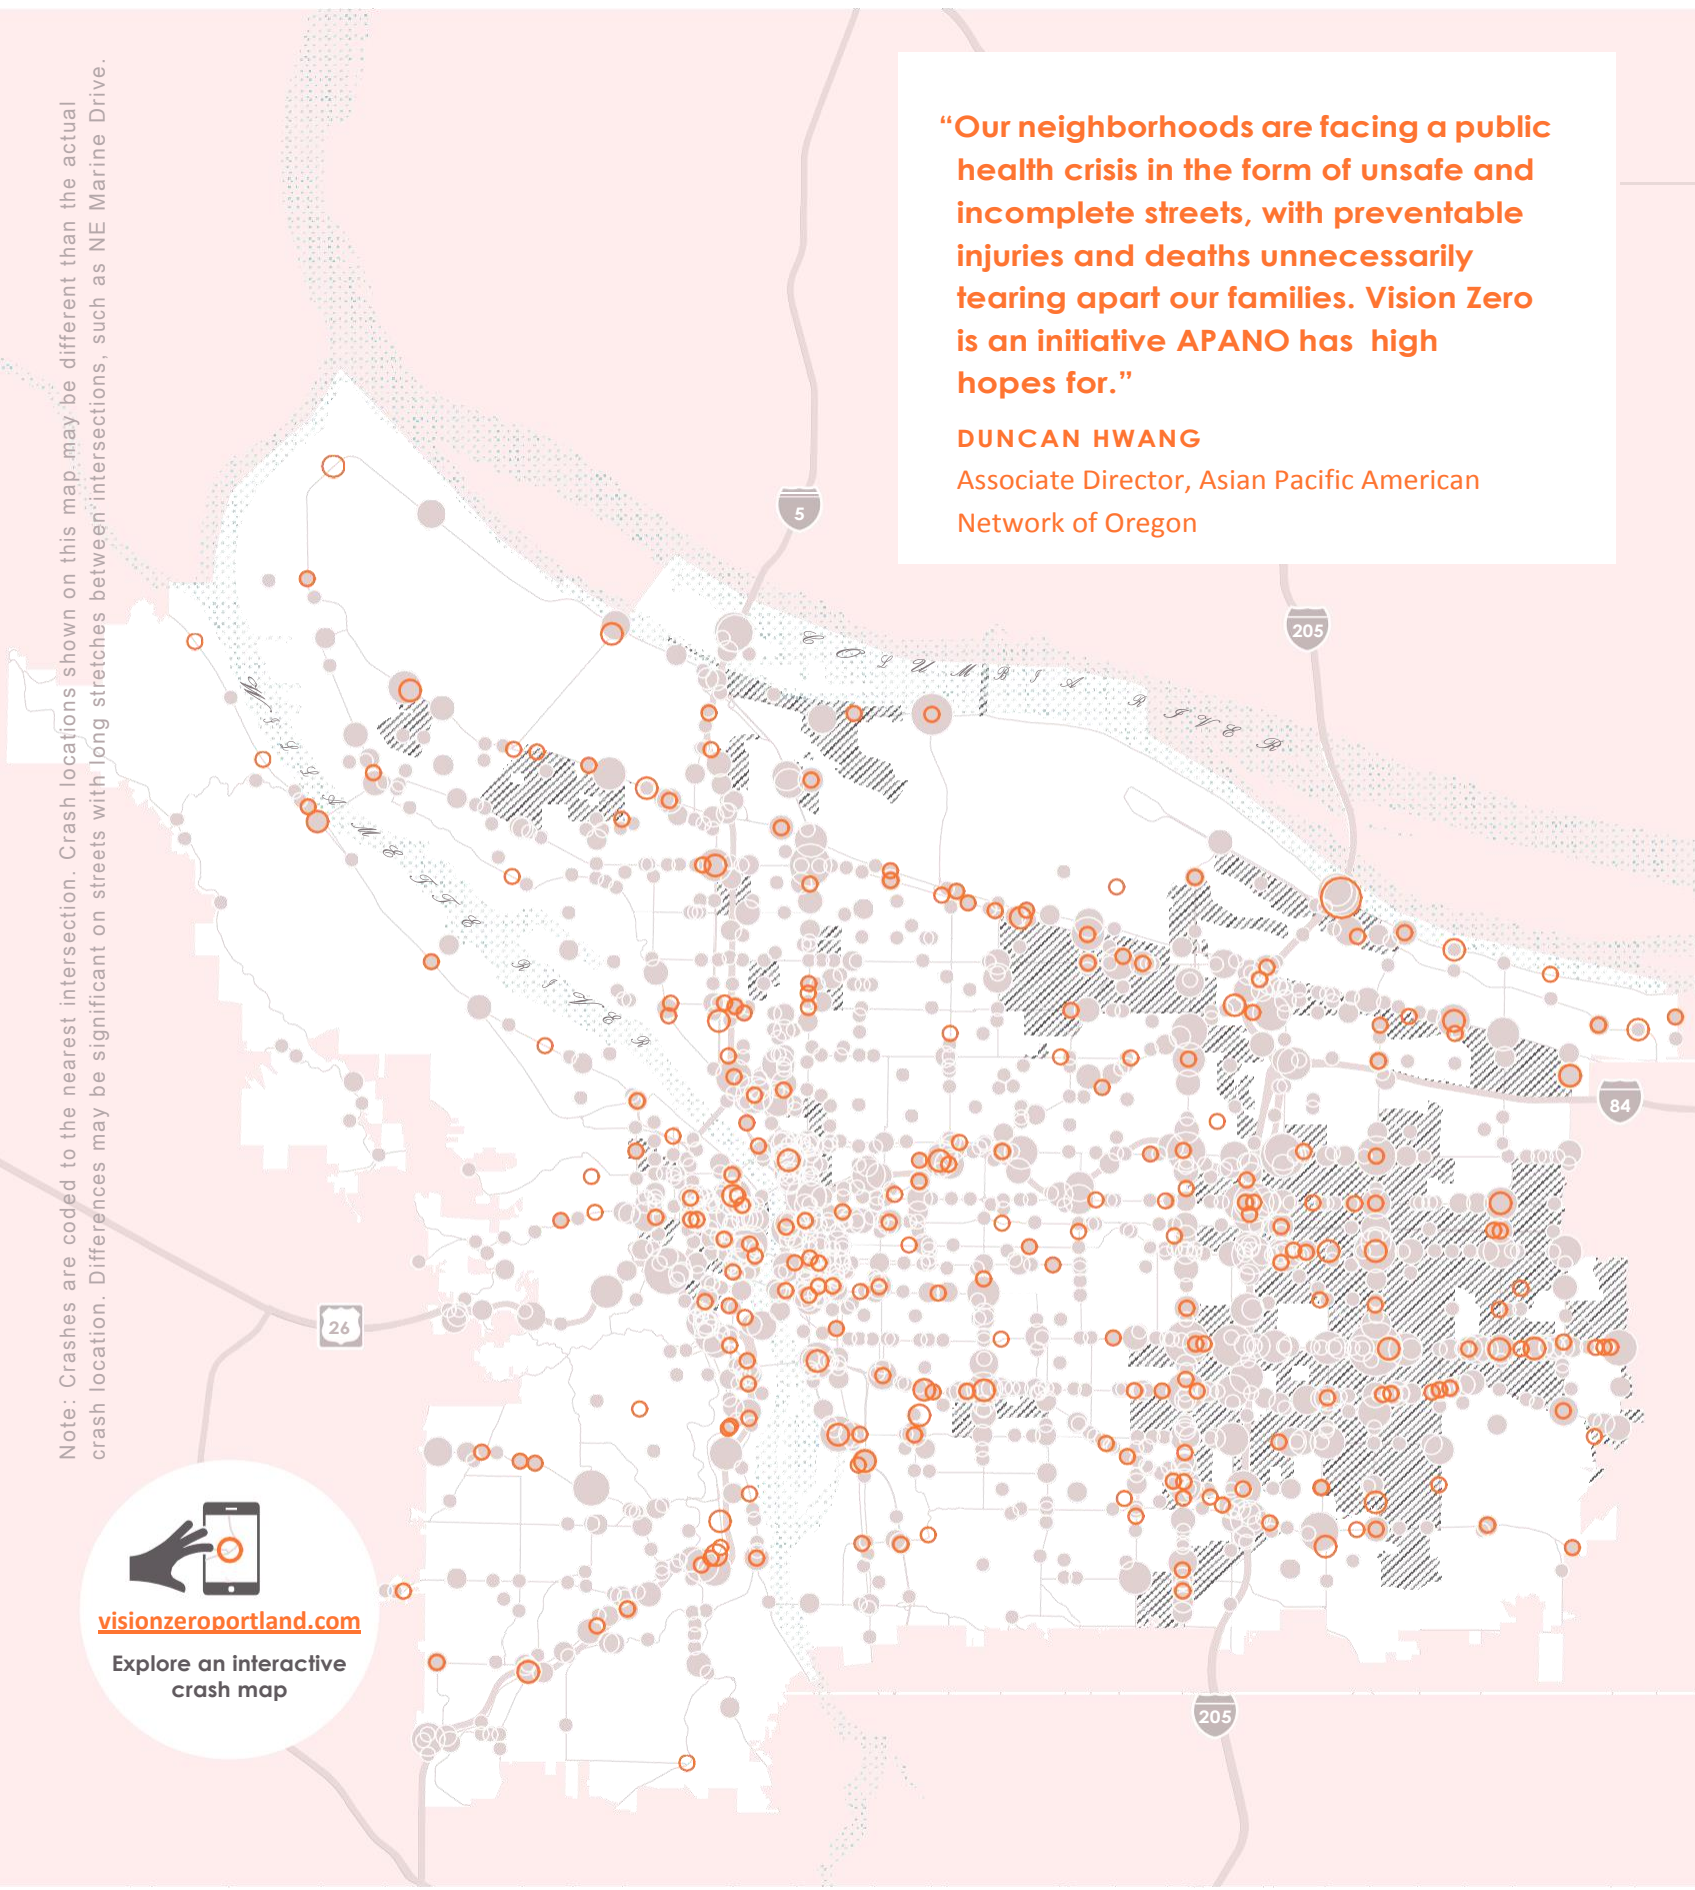 Note: Crashes are coded to the nearest intersection. Crash locations shown on this map may be different than the actual
crash location. Differences may be significant on streets with long stretches between intersections, such as NE Marine Drive.
“Our neighborhoods are facing a public
health crisis in the form of unsafe and
incomplete streets, with preventable
injuries and deaths unnecessarily
tearing apart our families. Vision Zero
is an initiative APANO has high
hopes for.”
DUNCAN HWANG
Associate Director, Asian Pacific American
Network of Oregon
5
205
COLUMBIA RIVER
WILLAMETTE RIVER
84
26
205
visionzeroportland.com
Explore an interactive
crash map